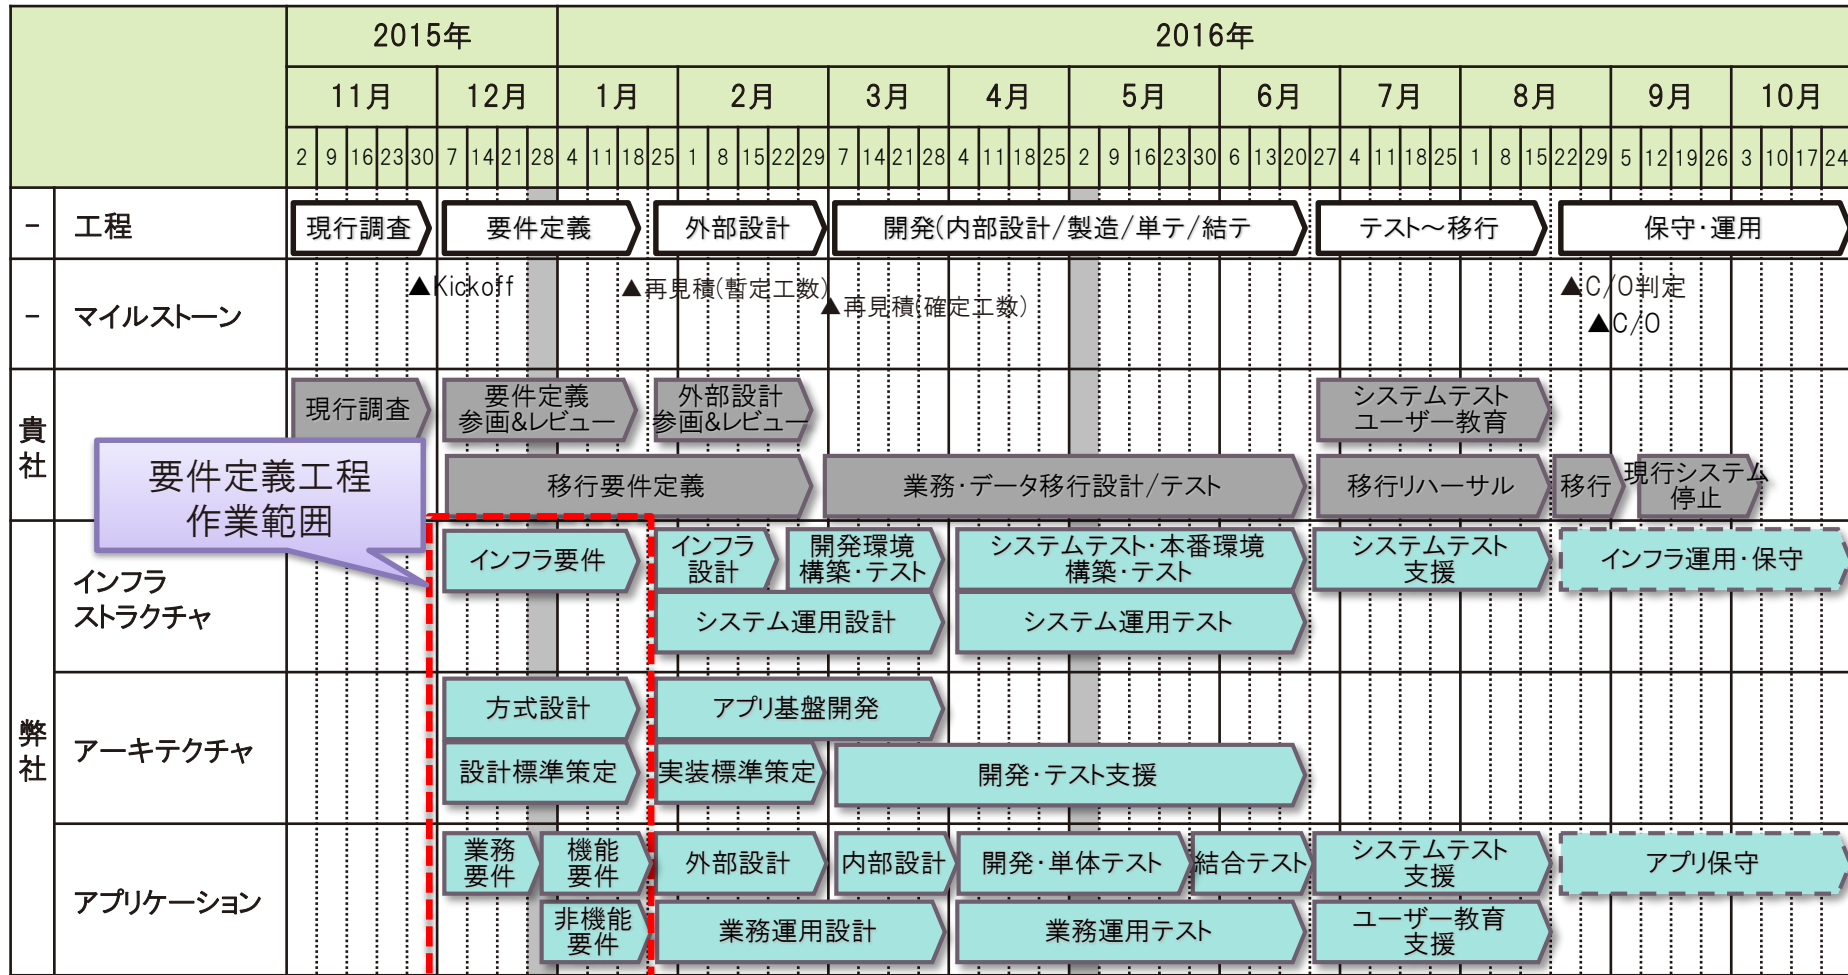 2015年 2016年
11月 12月 1月 2月 3月 4月 5月 6月 7月 8月 9月 10月
2 9 16 23 30 7 14 21 28 4 11 18 25 1 8 15 22 29 7 14 21 28 4 11 18 25 2 9 16 23 30 6 13 20 27 4 11 18 25 1 8 15 22 29 5 12 19 26 3 10 17 24
- 工程 現行調査 要件定義 外部設計 開発(内部設計/製造/単テ/結テ テスト～移行 保守・運用
- マイルストーン
▲Kickoff ▲再見積(暫定工数) ▲再見積(確定工数) ▲C/O判定
▲C/O
貴社
現行調査
要件定義
参画&レビュー
外部設計
参画&レビュー
システムテスト
ユーザー教育
移行要件定義 業務・データ移行設計/テスト 移行リハーサル 移行
現行システム
停止
要件定義工程
作業範囲
弊社
インフラ
ストラクチャ
インフラ要件
インフラ
設計
開発環境
構築・テスト
システムテスト・本番環境
構築・テスト
システムテスト
支援
インフラ運用・保守
システム運用設計 システム運用テスト
アーキテクチャ
方式設計 アプリ基盤開発
設計標準策定 実装標準策定 開発・テスト支援
アプリケーション
業務
要件
機能
要件
外部設計 内部設計 開発・単体テスト 結合テスト
システムテスト
支援
アプリ保守
非機能
要件
業務運用設計 業務運用テスト
ユーザー教育
支援